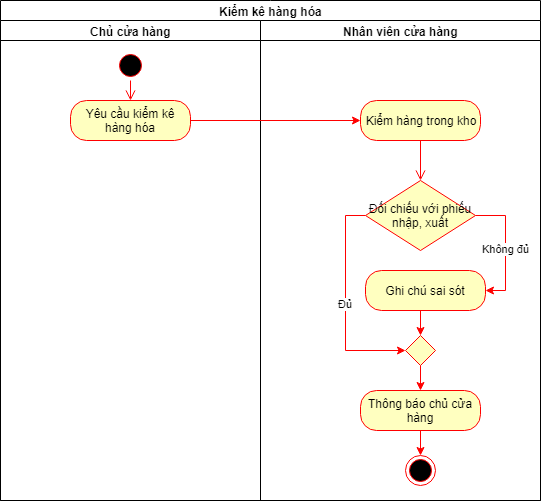 Kiểm kê hàng hóa
Chủ cửa hàng
Nhân viên cửa hàng
Yêu cầu kiểm kê
hàng hóa
Kiểm hàng trong kho
Đối chiếu với phiếu
nhập, xuất
Không đủ
Ghi chú sai sót
Đủ
Thông báo chủ cửa
hàng